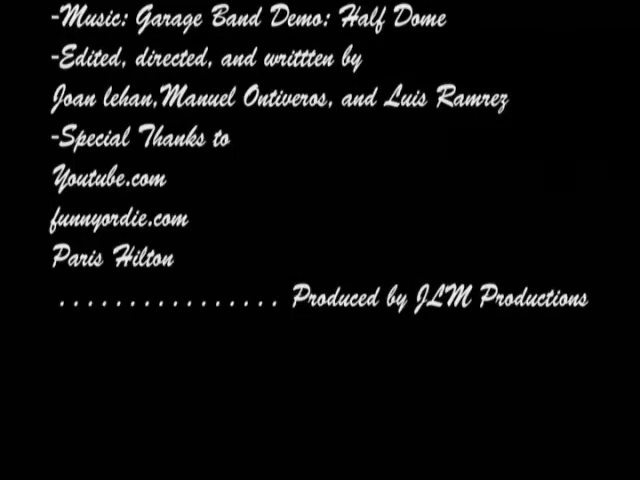 -Music: Garage Band Demo: Half Dome
-Edited, directed, and writtten by
Joan lehan,Manuel Ontiveros, and Luis Ramrez
-Special Thanks to
Youtube.com
funnyordie.com
Paris Hilton
................ Produced by JLM Productions